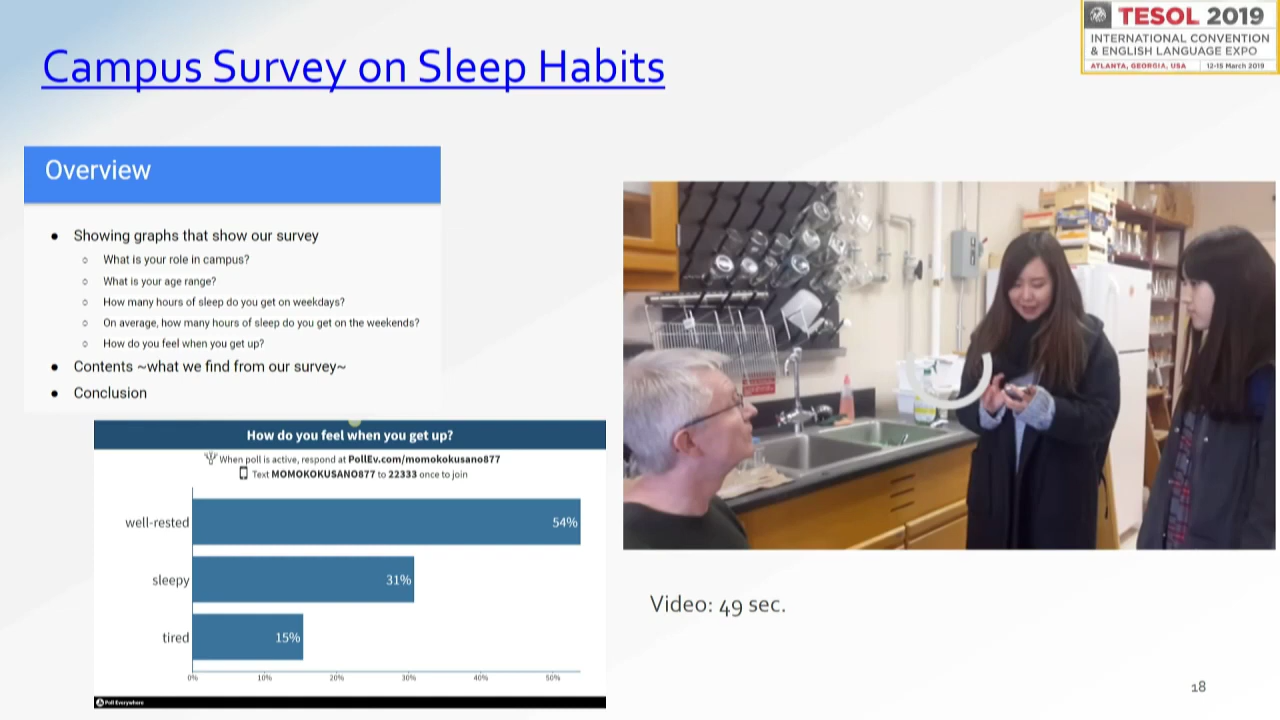 TESOL 2019
INTERNATIONAL CONVENTION
& ENGLISH LANGUAGE EXPO
ATLANTA, GEORGIA, USA 12-15 March 2019
Campus Survey on Sleep Habits
Overview
● Showing graphs that show our survey
○ What is your role in campus?
○ What is your age range?
○ How many hours of sleep do you get on weekdays?
○ On average, how many hours of sleep do you get on the weekends?
○ How do you feel when you get up?
● Contents ~what we find from our survey~
● Conclusion
How do you feel when you get up?
When poll is active, respond at PollEv.com/momokokusano877
Text MOMOKOKUSANO877 to 22333 once to join
well-rested 54%
sleepy 31%
tired 15%
0% 10% 20% 30% 40% 50%
Poll Everywhere
Video: 49 sec.
18